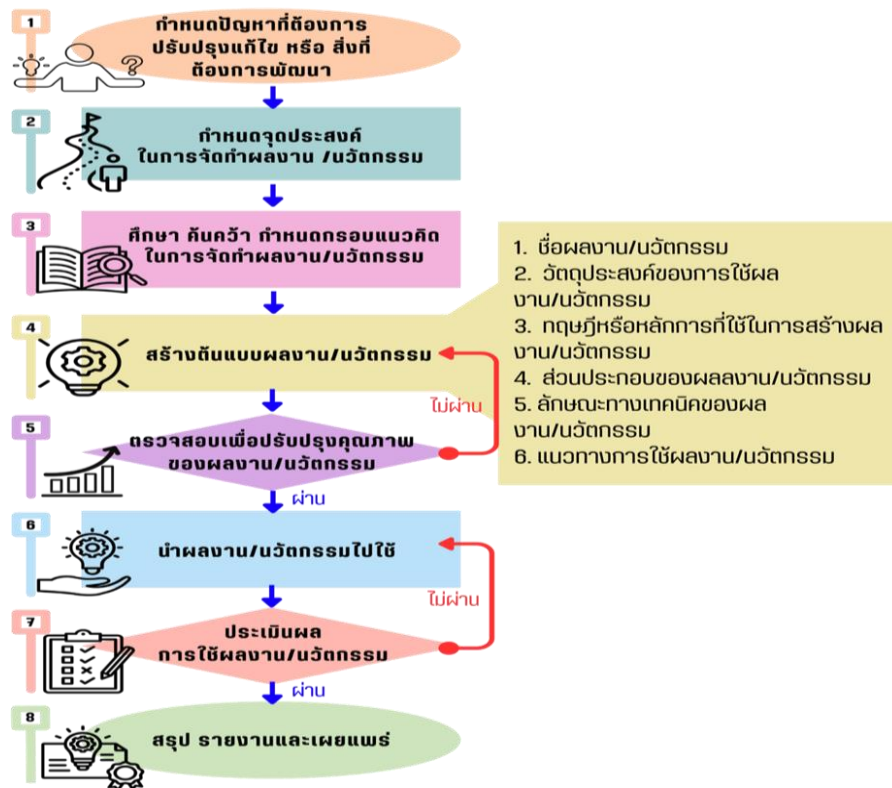 1
กำหนดปัญหาที่ต้องการ
ปรับปรุงแก้ไข หรือ สิ่งที่
ต้องการพัฒนา
?
2
กำหนดจุดประสงค์
ในการจัดทำผลงาน /นวัตกรรม
3
ศึกษา ค้นคว้า กำหนดกรอบแนวคิด
ในการจัดทำผลงาน/นวัตกรรม
4
สร้างต้นแบบผลงาน/นวัตกรรม
1. ชื่อผลงาน/นวัตกรรม
2. วัตถุประสงค์ของการใช้ผล
งาน/นวัตกรรม
3. ทฤษฎีหรือหลักการที่ใช้ในการสร้างผล
งาน/นวัตกรรม
4. ส่วนประกอบของผลลงาน/นวัตกรรม
5. ลักษณะทางเทคนิคของผล
งาน/นวัตกรรม
6. แนวทางการใช้ผลงาน/นวัตกรรม
ไม่ผ่าน
5
ตรวจสอบเพื่อปรับปรุงคุณภาพ
ของผลงาน/นวัตกรรม
ผ่าน
6
นำผลงาน/นวัตกรรมไปใช้
ไม่ผ่าน
7
ประเมินผล
การใช้ผลงาน/นวัตกรรม
ผ่าน
8
สรุป รายงานและเผยแพร่